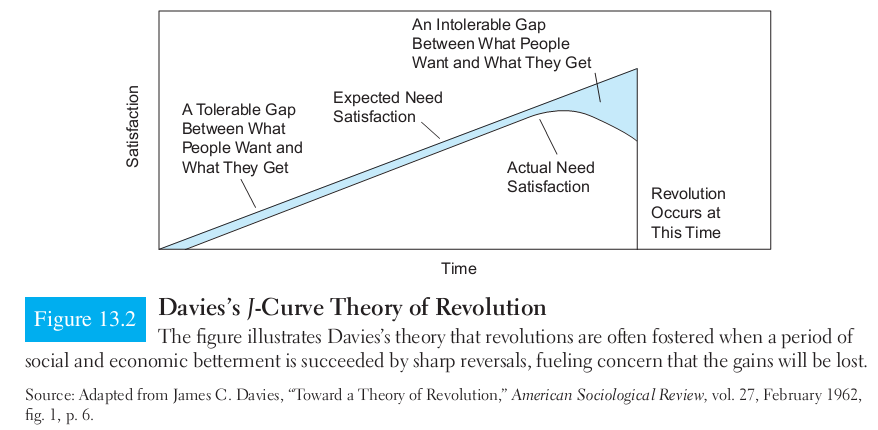 An Intolerable Gap
Between What People
Want and What They Get
Expected Need
Satisfaction
A Tolerable Gap
Between What
People Want and
What They Get
Satisfaction
Actual Need
Satisfaction
Revolution
Occurs at
This Time
Time
Figure 13.2
Davies’s J-Curve Theory of Revolution
The figure illustrates Davies’s theory that revolutions are often fostered when a period of
social and economic betterment is succeeded by sharp reversals, fueling concern that the gains will be lost.
Source: Adapted from James C. Davies, “Toward a Theory of Revolution,” American Sociological Review, vol. 27, February 1962,
fig. 1, p. 6.